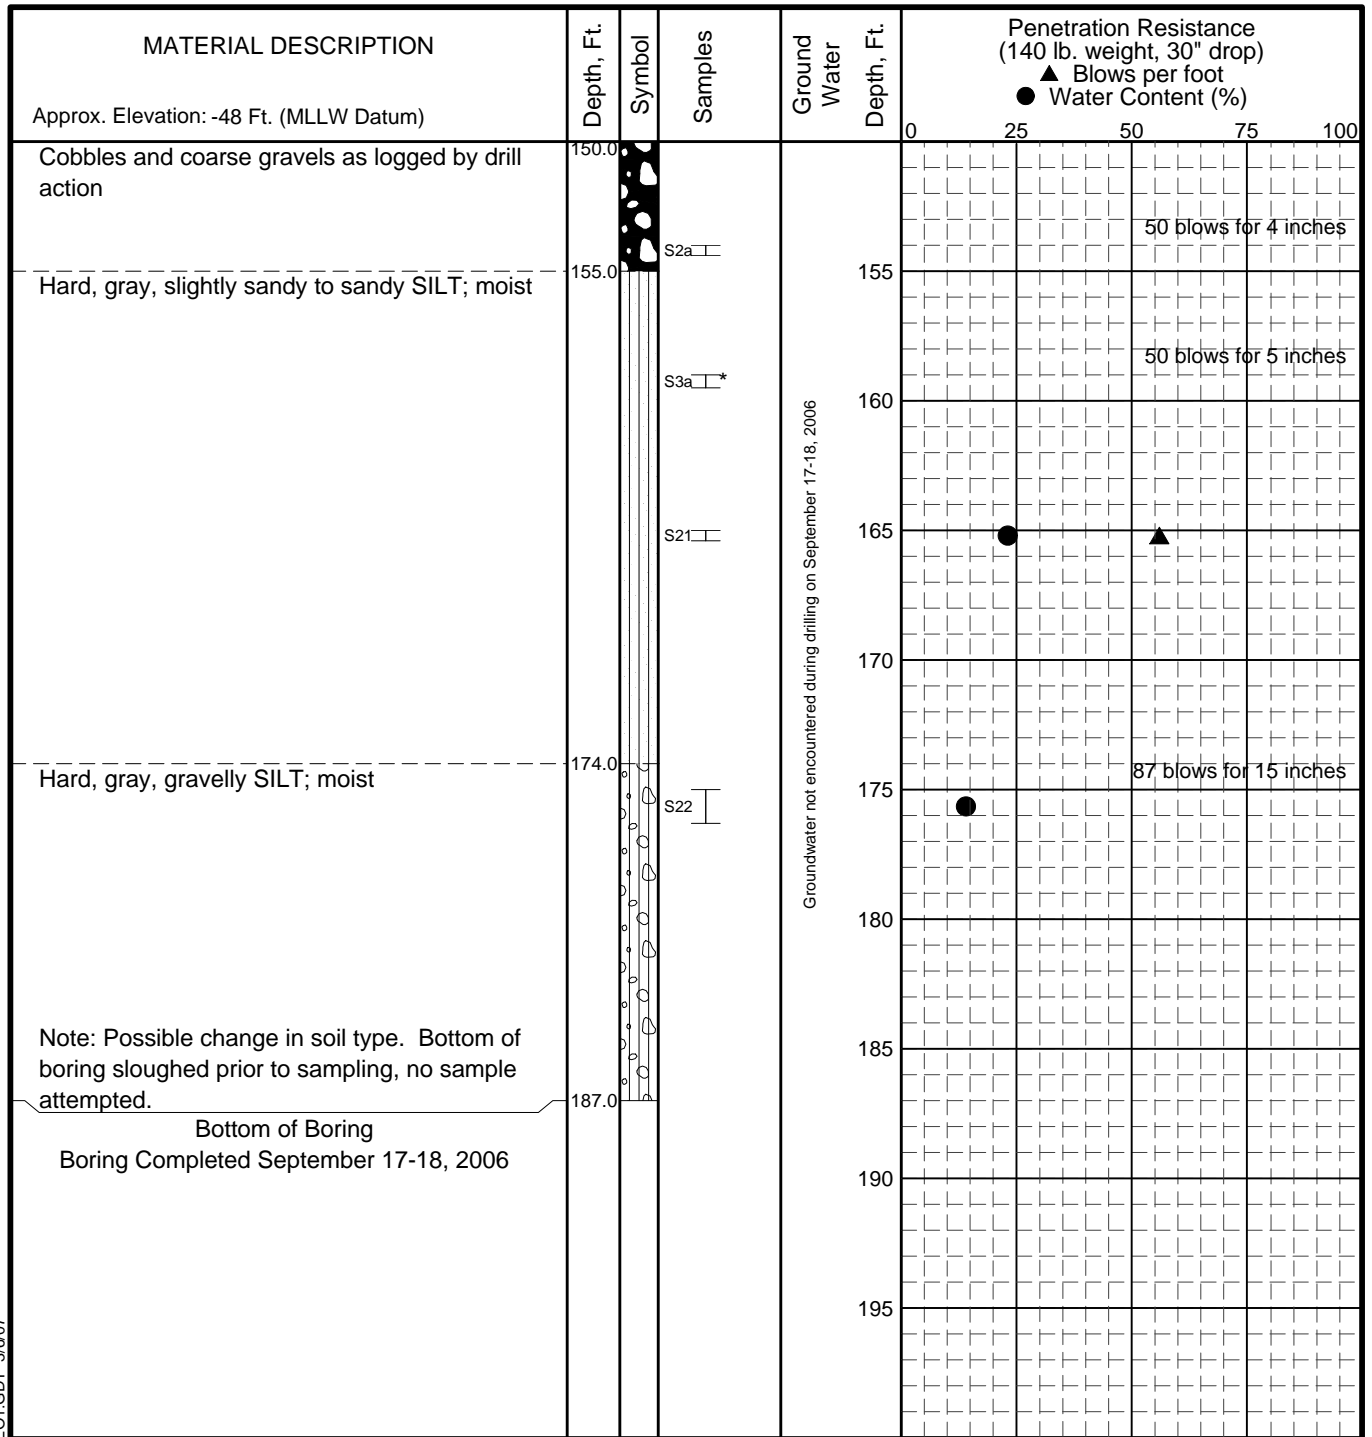 MATERIAL DESCRIPTION
Approx. Elevation: -48 Ft. (MLLW Datum)
Depth, Ft.
Symbol
Samples
Ground
Water
Depth, Ft.
Penetration Resistance
(140 lb. weight, 30" drop)
▲ Blows per foot
● Water Content (%)
0 25 50 75 100
Cobbles and coarse gravels as logged by drill
action
150.0
50 blows for 4 inches
S2a
155.0
155
Hard, gray, slightly sandy to sandy SILT; moist
50 blows for 5 inches
S3a *
160
Groundwater not encountered during drilling on September 17-18, 2006
S21
165
170
174.0
Hard, gray, gravelly SILT; moist
87 blows for 15 inches
175
S22
180
Note: Possible change in soil type. Bottom of
boring sloughed prior to sampling, no sample
attempted.
185
187.0
Bottom of Boring
Boring Completed September 17-18, 2006
190
195